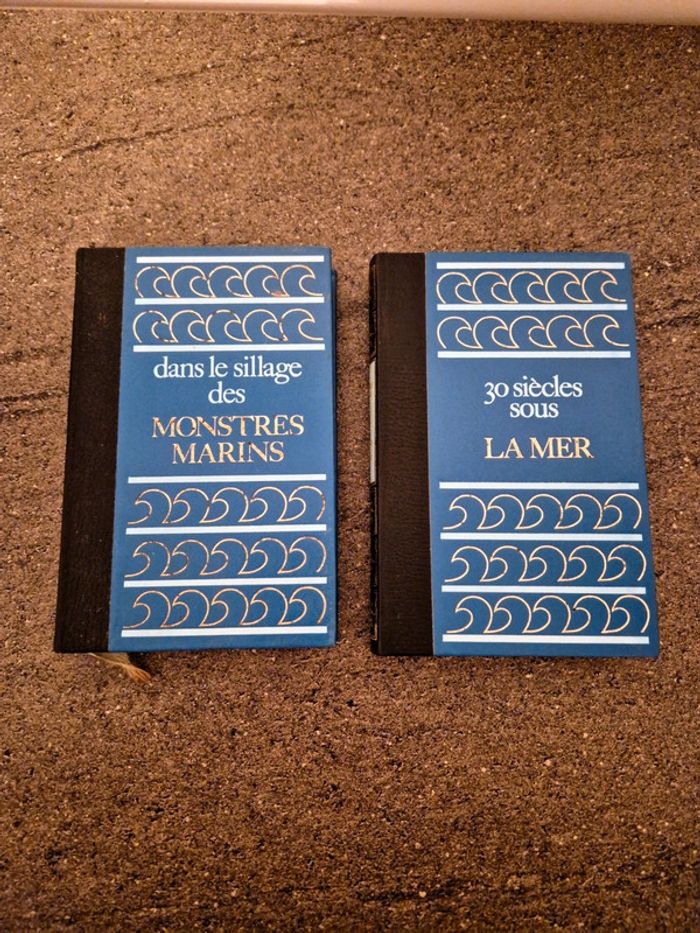 dans le sillage
des
MONSTRES
MARINS
30 siècles
sous
LA MER